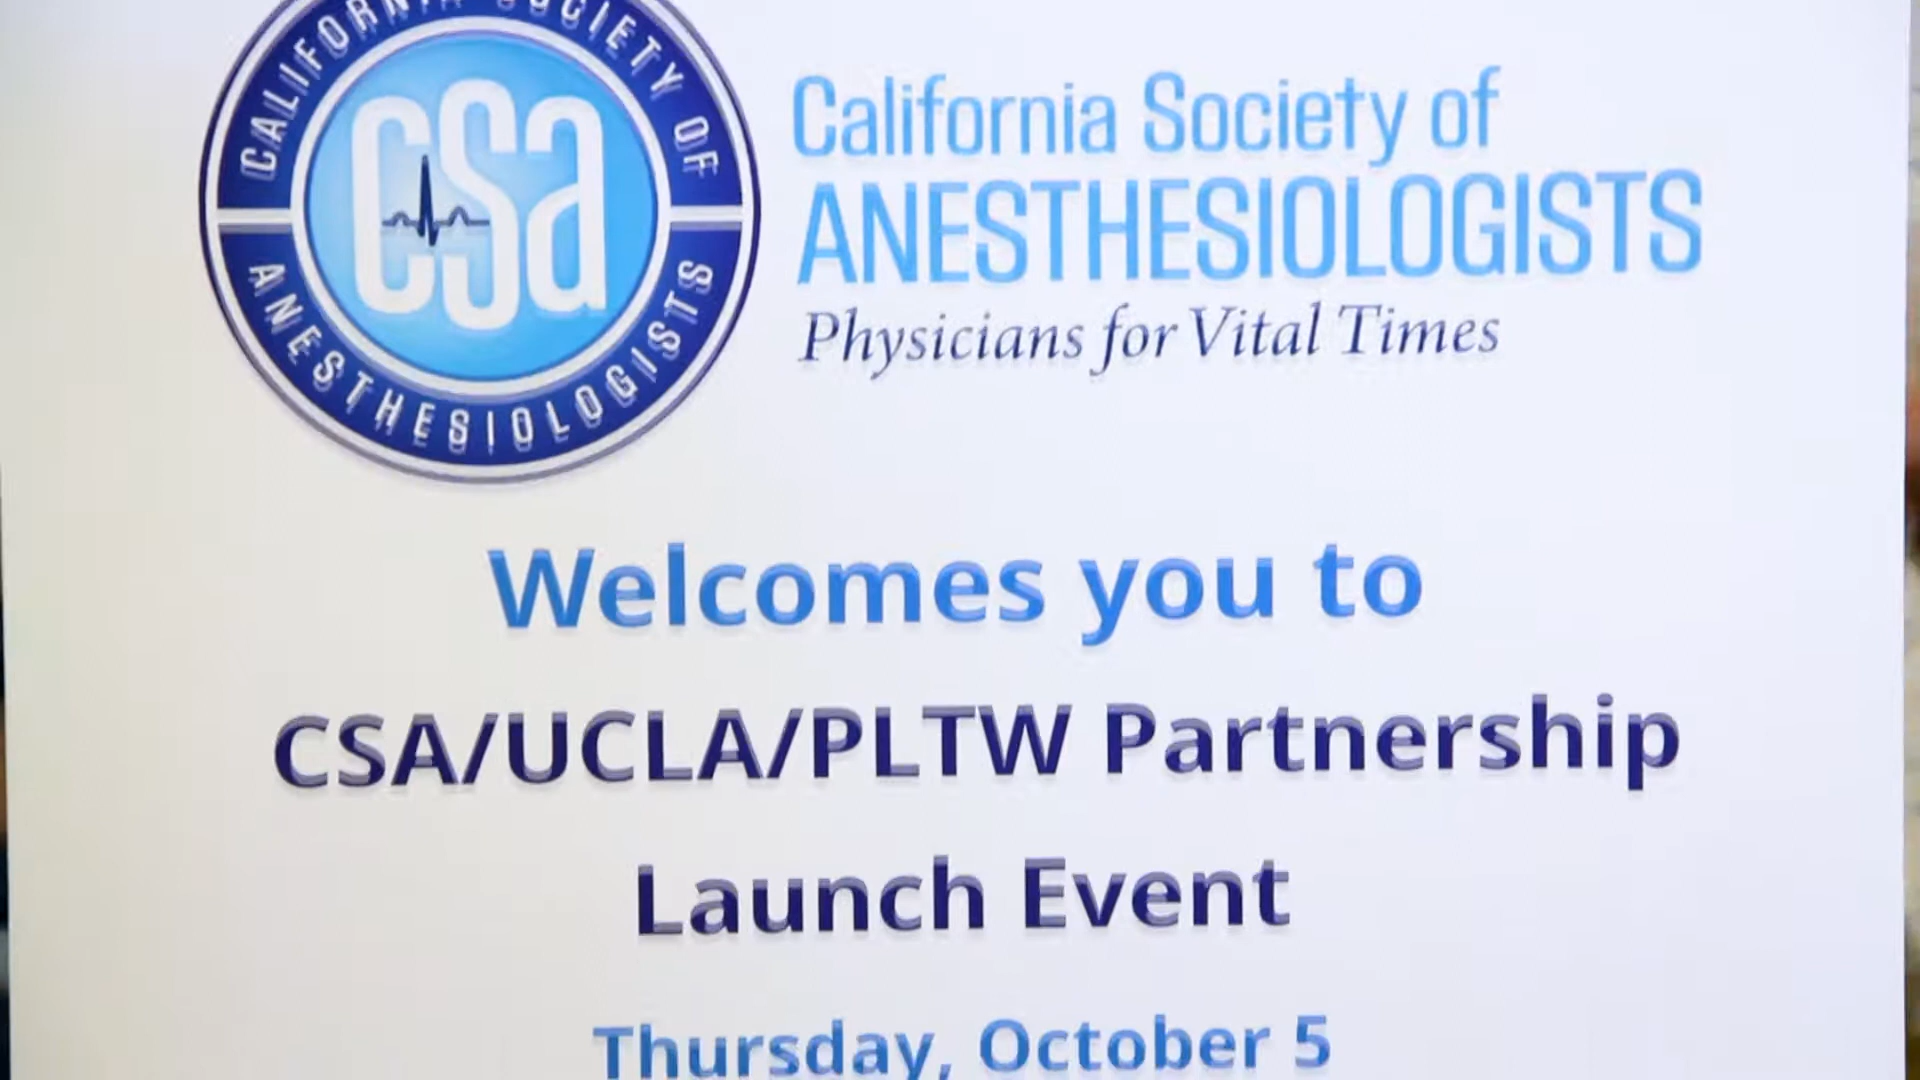 CALIFORNIA SOCIETY OF
csa
ANESTHESIOLOGISTS
California Society of
ANESTHESIOLOGISTS
Physicians for Vital Times
Welcomes you to
CSA/UCLA/PLTW Partnership
Launch Event
Thursday, October 5